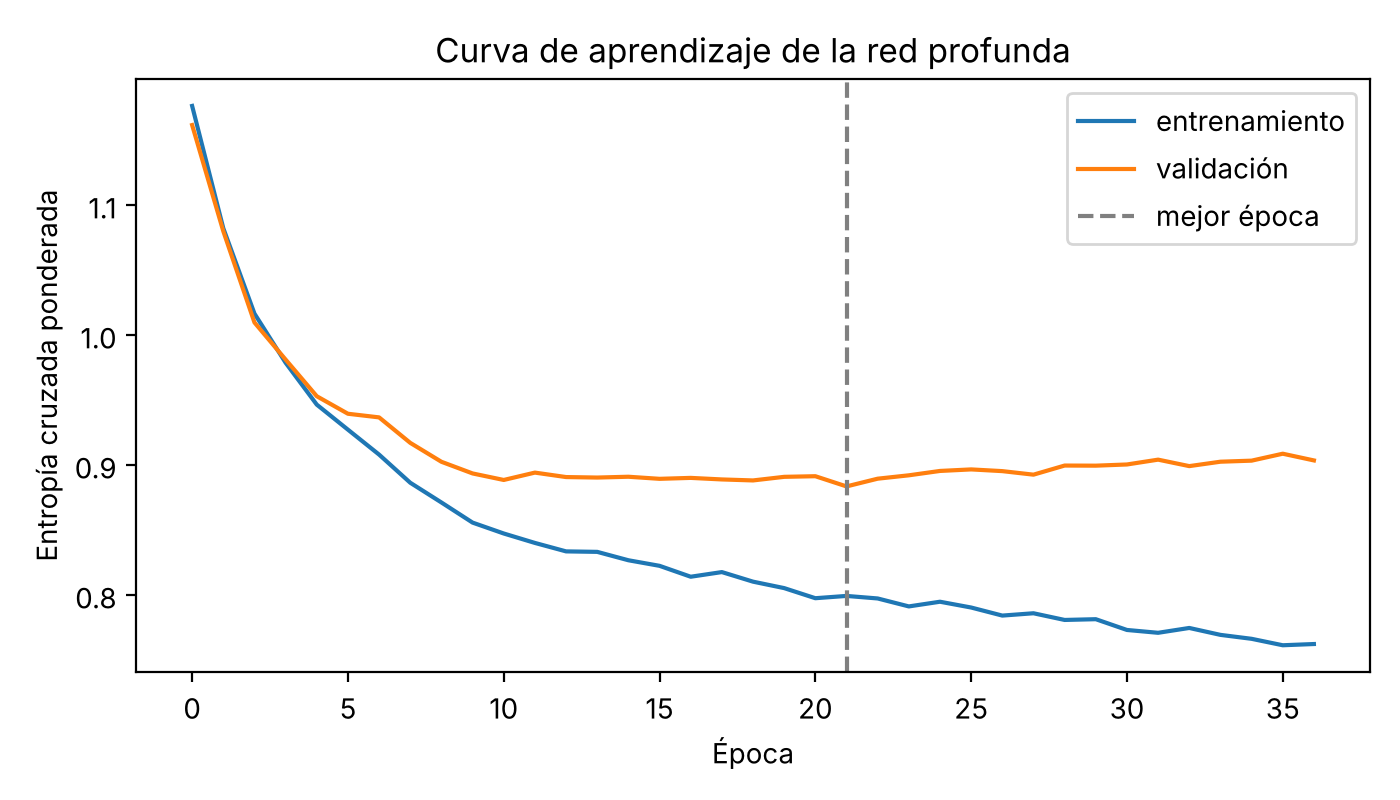 Curva de aprendizaje de la red profunda
entrenamiento
validación
mejor época
Entropía cruzada ponderada
1.1
1.0
0.9
0.8
0 5 10 15 20 25 30 35
Época